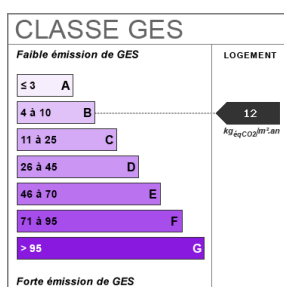 CLASSE GES
Faible émission de GES
LOGEMENT
≤ 3 A
4 à 10 B
12
kgéqCO2/m².an
11 à 25 C
26 à 45 D
46 à 70 E
71 à 95 F
> 95 G
Forte émission de GES